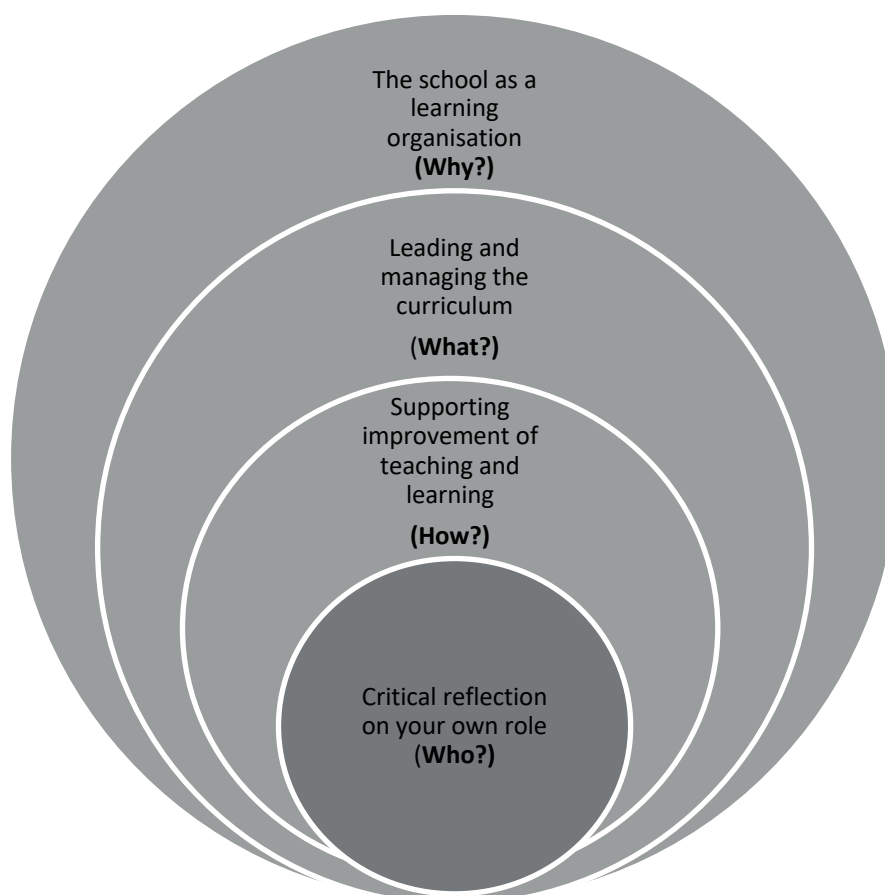 The school as a
learning
organisation
(Why?)
Leading and
managing the
curriculum
(What?)
Supporting
improvement of
teaching and
learning
(How?)
Critical reflection
on your own role
(Who?)